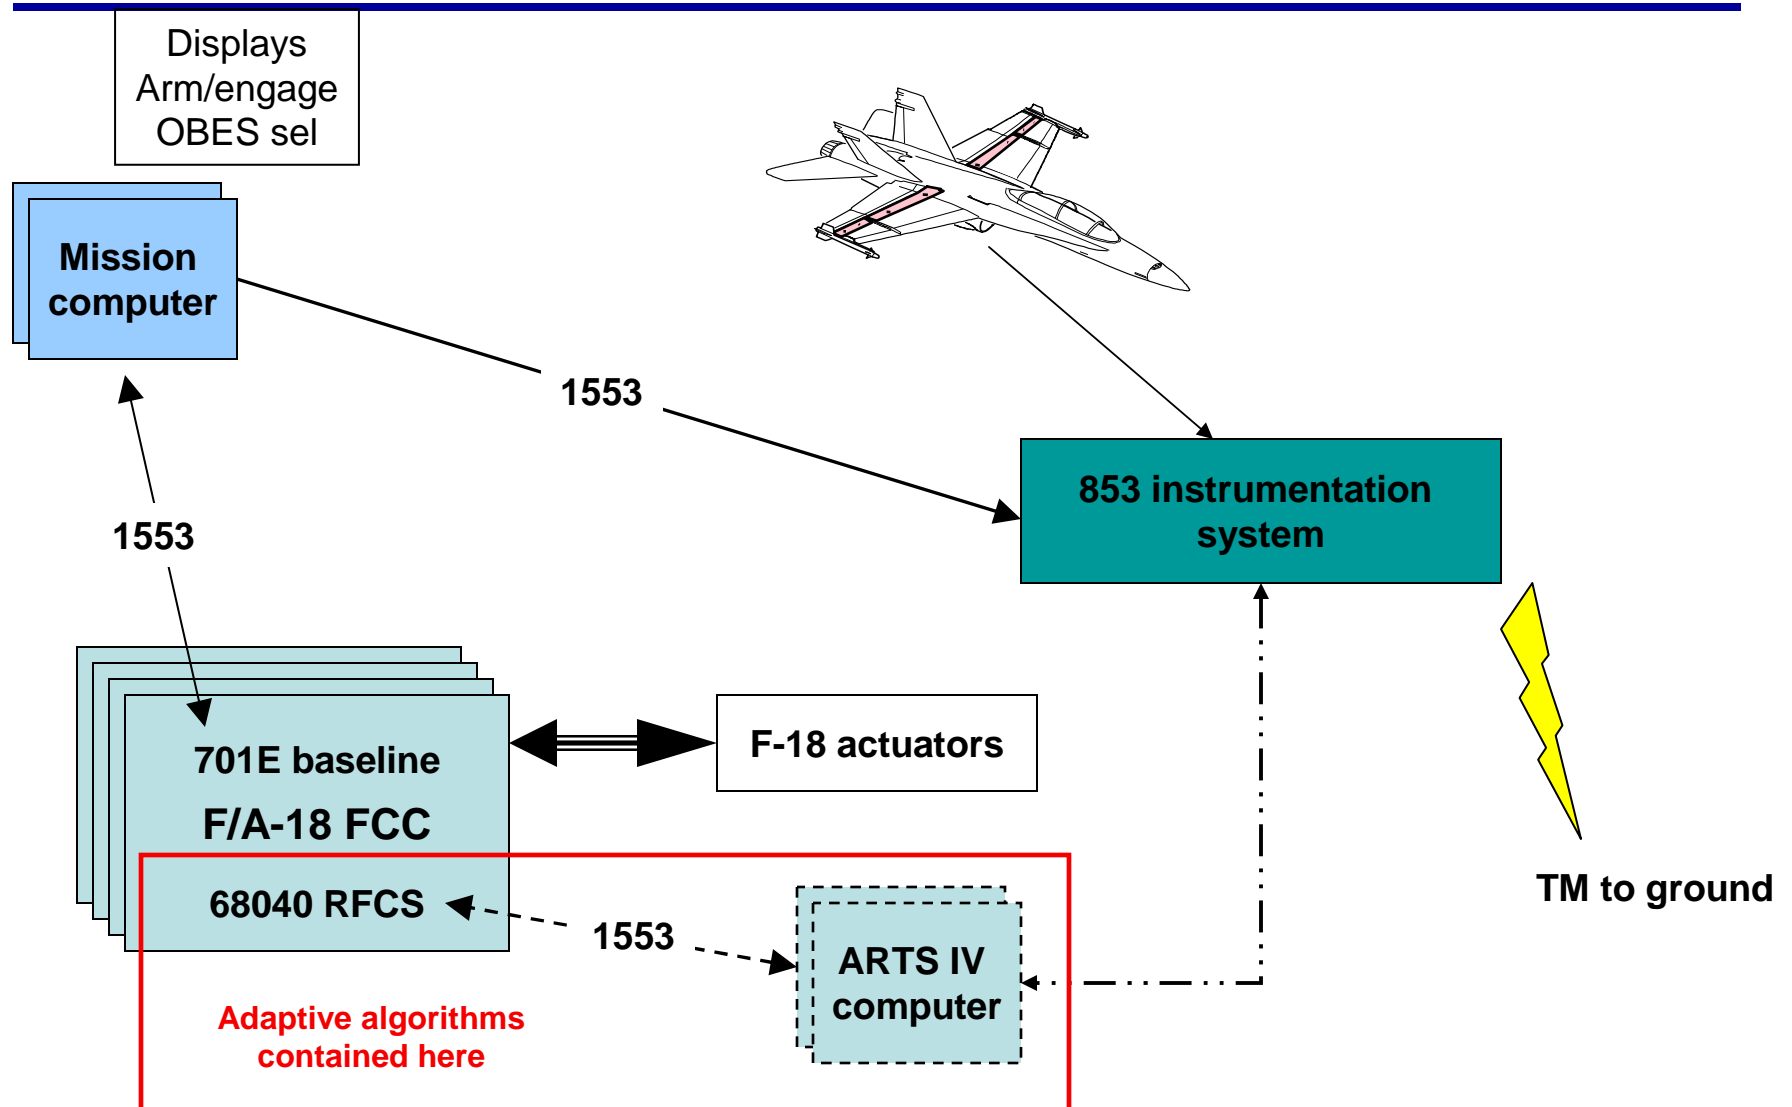 Displays
Arm/engage
OBES sel
Mission
computer
1553
853 instrumentation
system
1553
701E baseline
F/A-18 FCC
68040 RFCS
F-18 actuators
1553
ARTS IV
computer
TM to ground
Adaptive algorithms
contained here